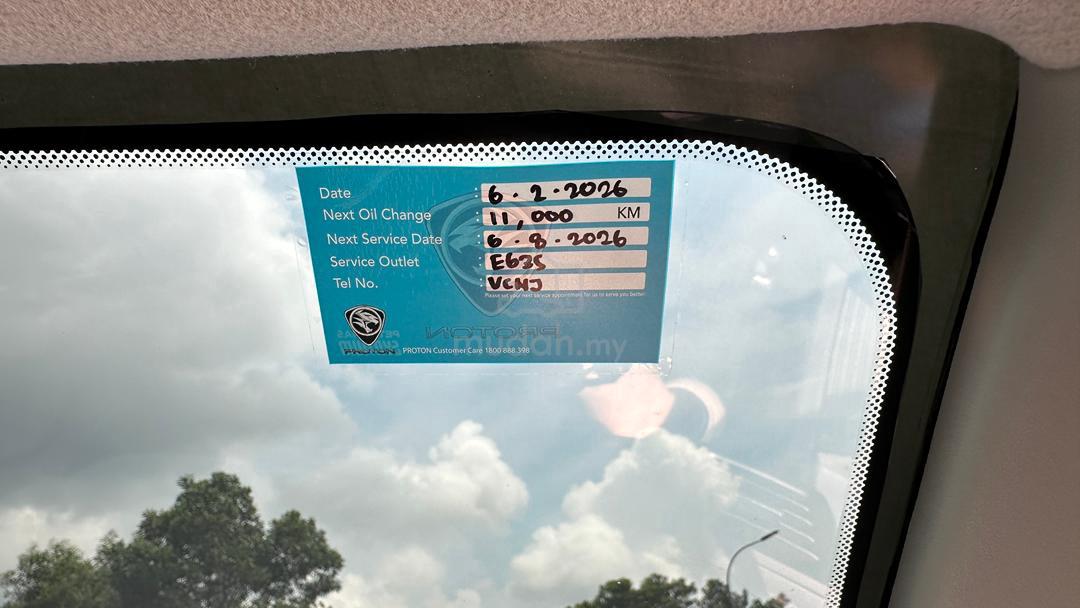 Date : 6.2.2026
Next Oil Change : 11,000 KM
Next Service Date : 6.8.2026
Service Outlet : E635
Tel No. : VCNJ
Please set your next service appointment for us to serve you better.
PROTON
PROTON Customer Care 1800 888 398
mudah.my